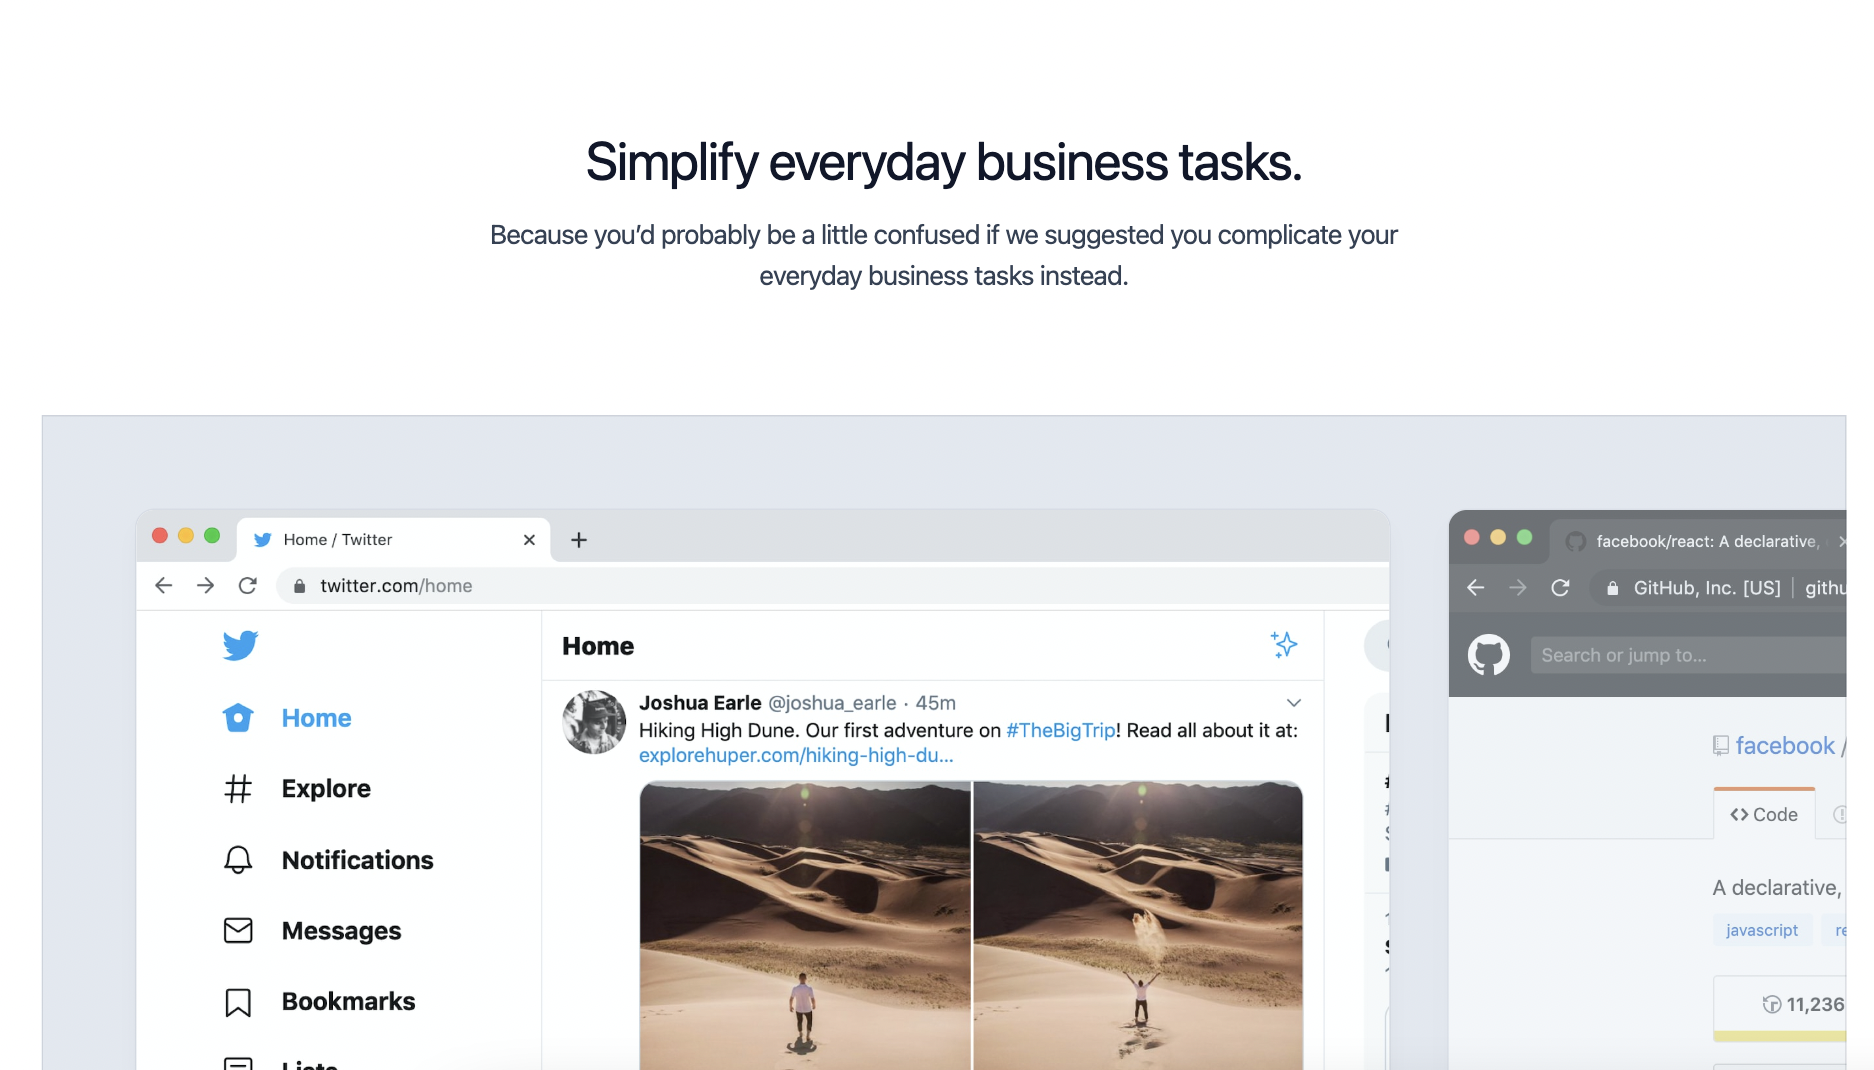 Simplify everyday business tasks.
Because you’d probably be a little confused if we suggested you complicate your
everyday business tasks instead.
Home / Twitter
twitter.com/home
Home
Home
Joshua Earle @joshua_earle · 45m
Hiking High Dune. Our first adventure on #TheBigTrip! Read all about it at:
explorehuper.com/hiking-high-du...
Explore
Notifications
Messages
Bookmarks
facebook/react: A declarative,
GitHub, Inc. [US] | githu
Search or jump to...
facebook /
Code
A declarative,
javascript
re
11,236